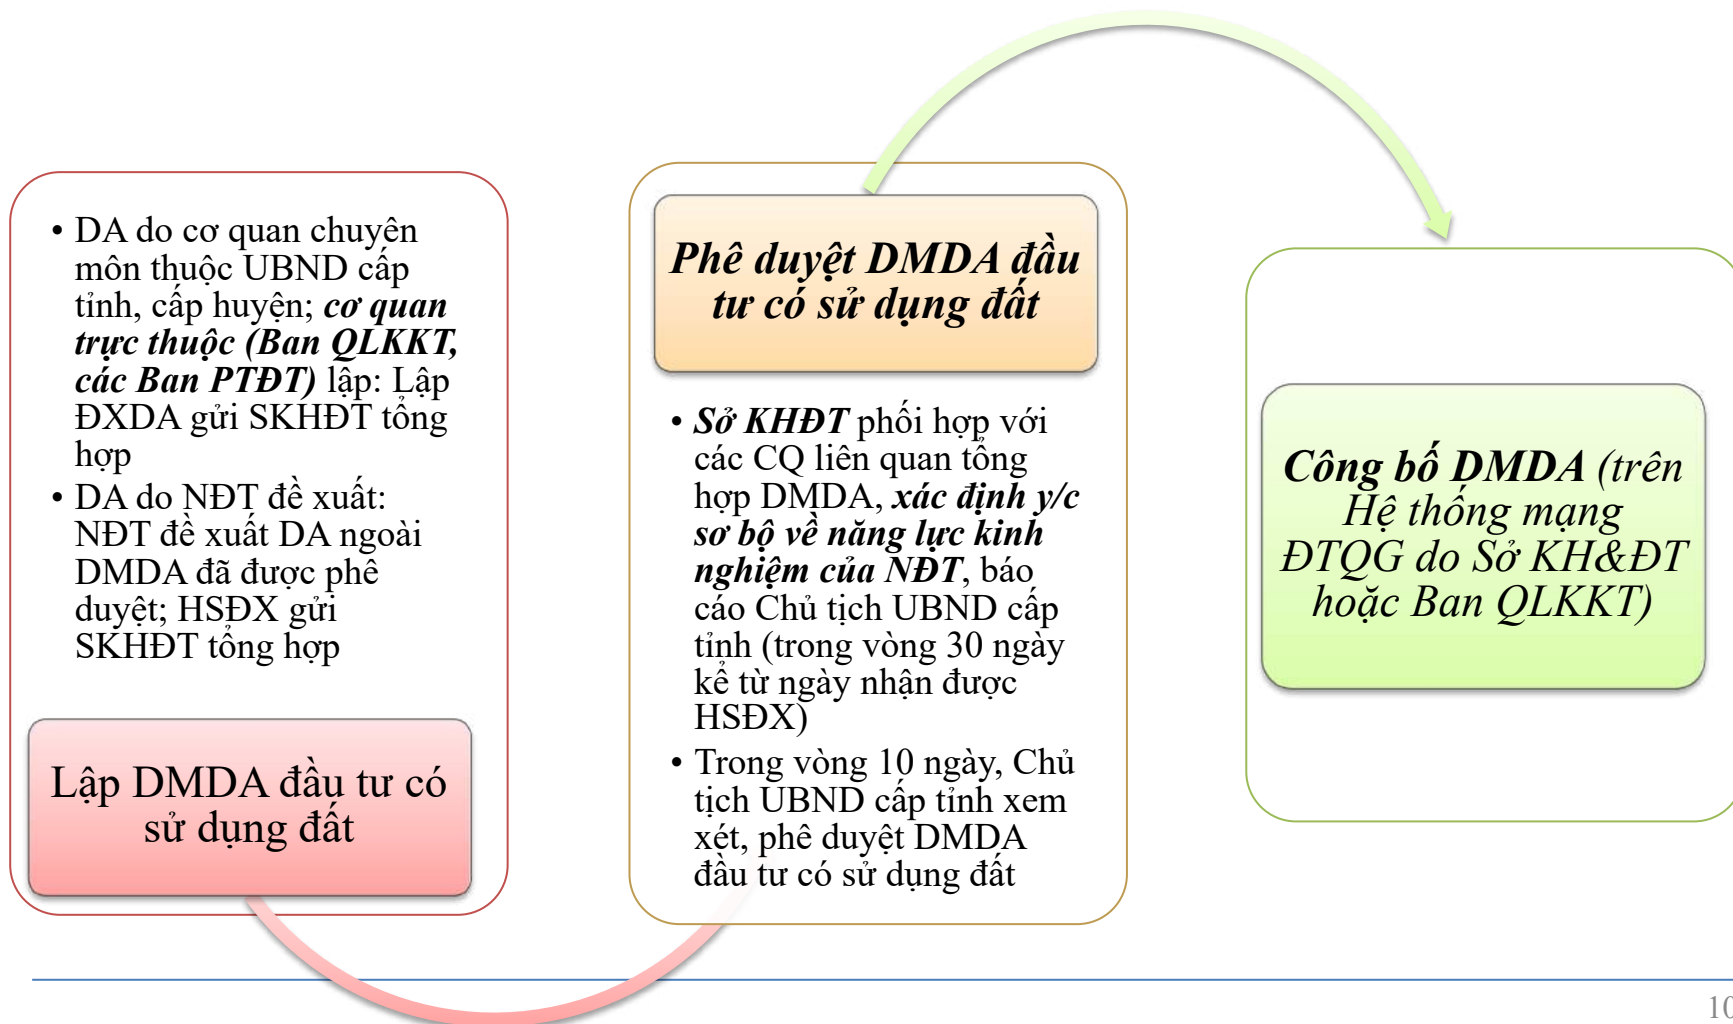 • DA do cơ quan chuyên
môn thuộc UBND cấp
tỉnh, cấp huyện; cơ quan
trực thuộc (Ban QLKKT,
các Ban PTĐT) lập: Lập
ĐXDA gửi SKHĐT tổng
hợp
• DA do NĐT đề xuất:
NĐT đề xuất DA ngoài
DMDA đã được phê
duyệt; HSĐX gửi
SKHĐT tổng hợp
Lập DMDA đầu tư có
sử dụng đất
Phê duyệt DMDA đầu
tư có sử dụng đất
• Sở KHĐT phối hợp với
các CQ liên quan tổng
hợp DMDA, xác định y/c
sơ bộ về năng lực kinh
nghiệm của NĐT, báo
cáo Chủ tịch UBND cấp
tỉnh (trong vòng 30 ngày
kể từ ngày nhận được
HSĐX)
• Trong vòng 10 ngày, Chủ
tịch UBND cấp tỉnh xem
xét, phê duyệt DMDA
đầu tư có sử dụng đất
Công bố DMDA (trên
Hệ thống mạng
ĐTQG do Sở KH&ĐT
hoặc Ban QLKKT)
10